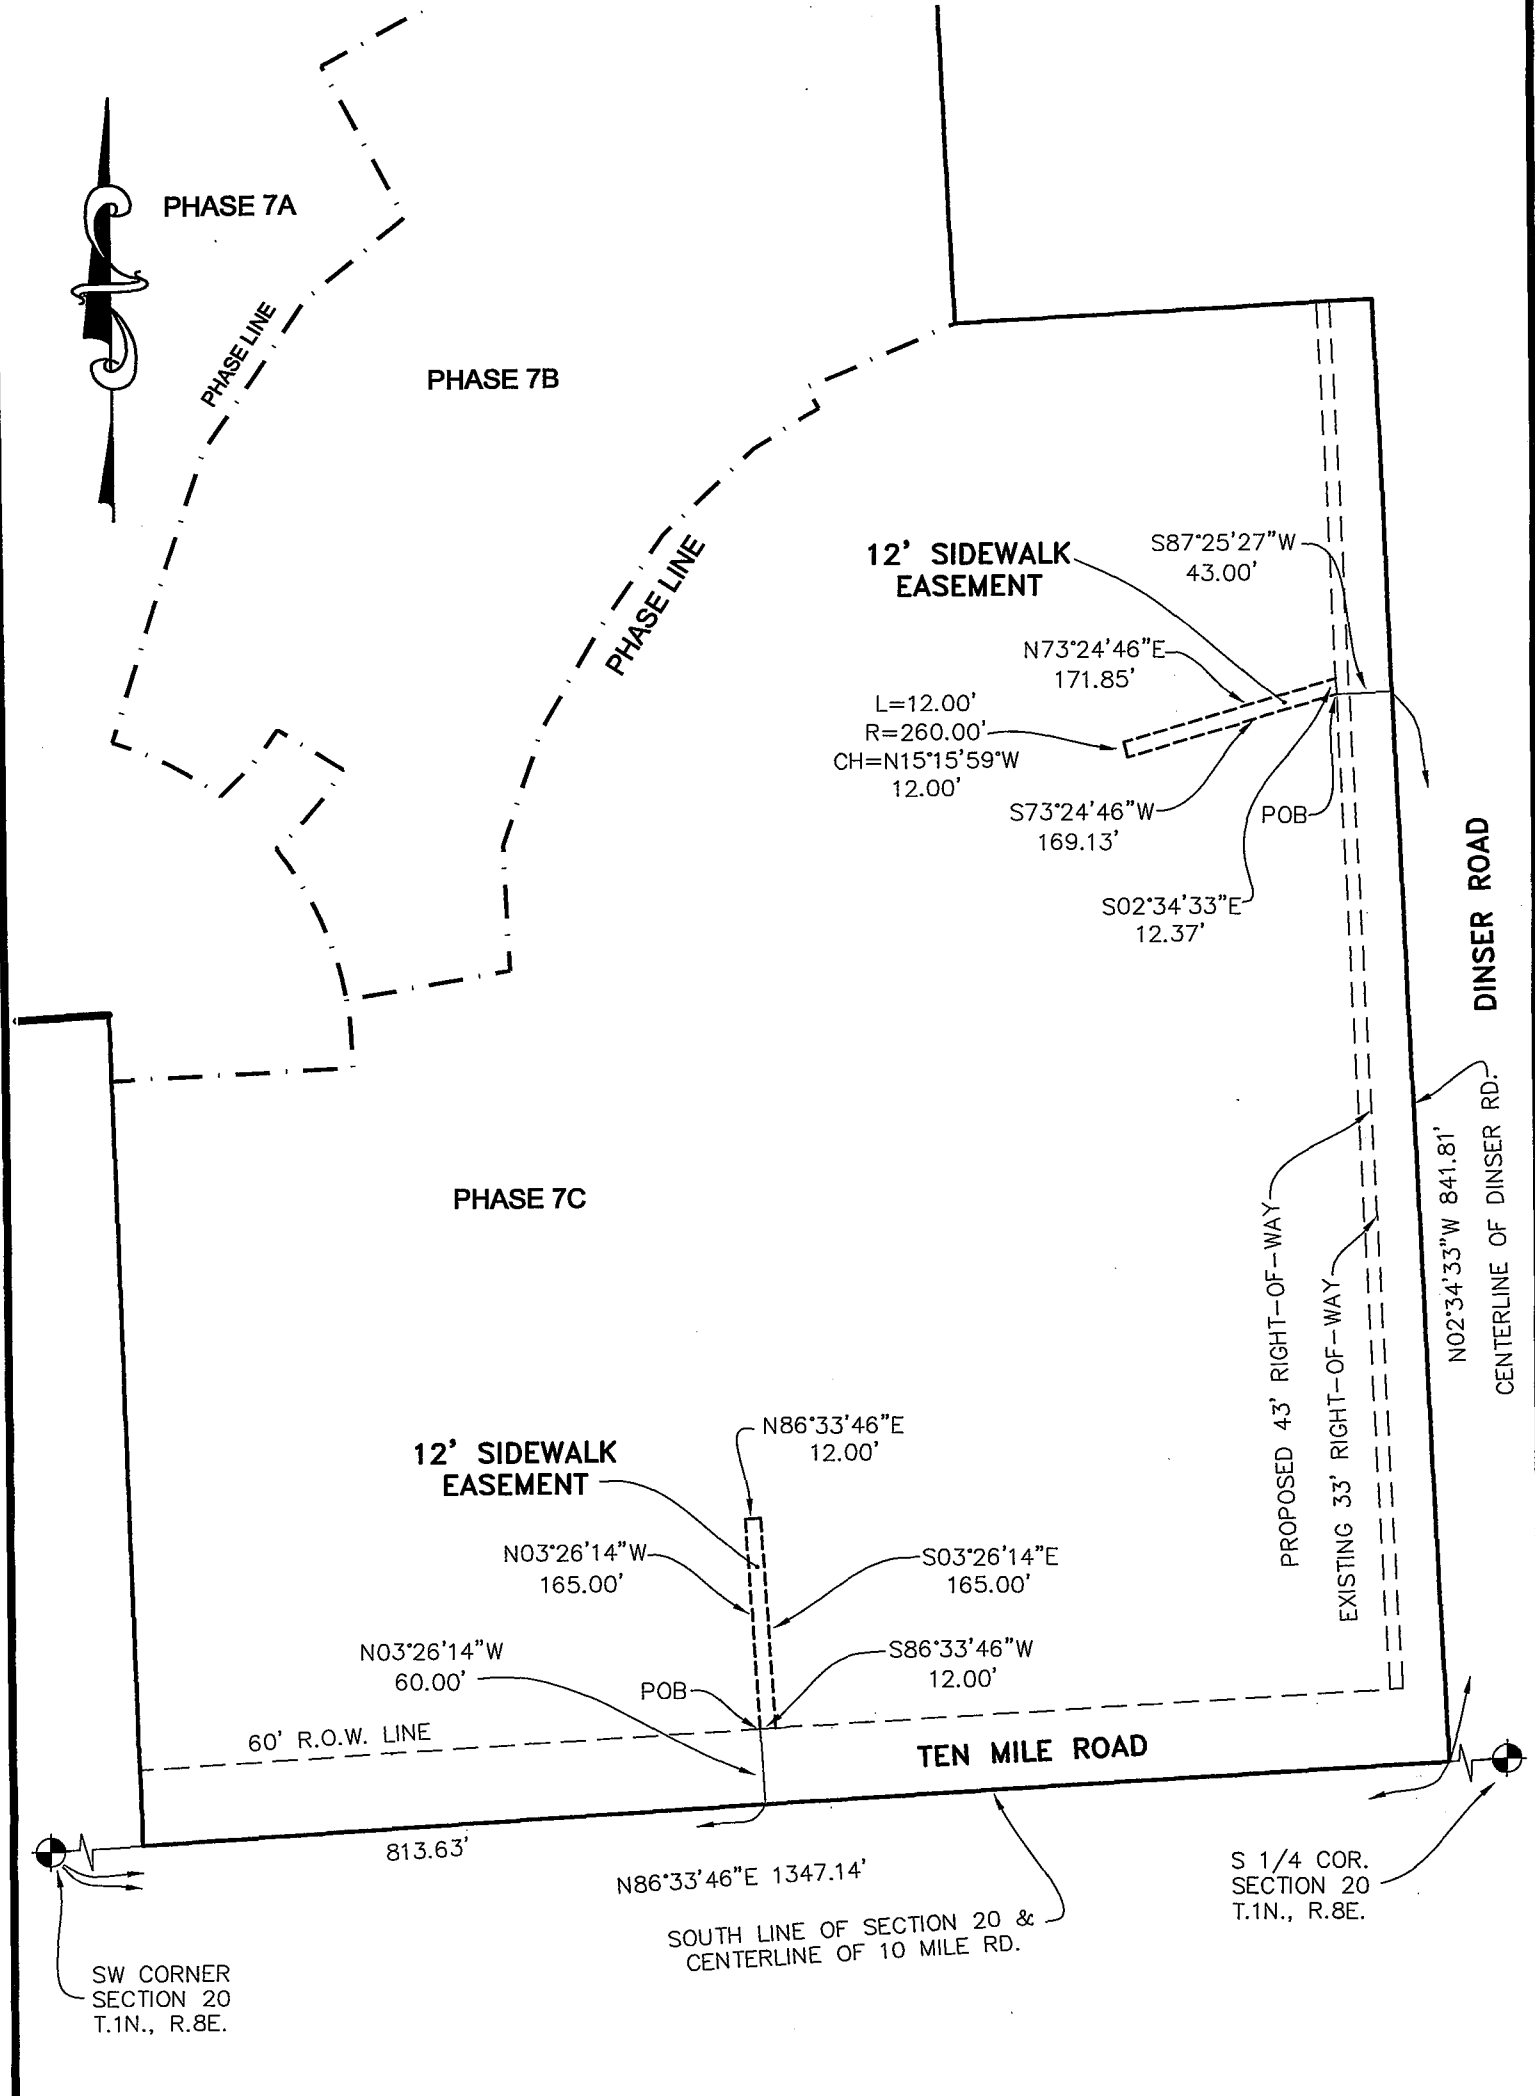 PHASE 7A
PHASE LINE
PHASE 7B
PHASE LINE
12' SIDEWALK
EASEMENT
S87°25'27"W
43.00'
N73°24'46"E
171.85'
L=12.00'
R=260.00'
CH=N15°15'59"W
12.00'
S73°24'46"W
169.13'
POB
S02°34'33"E
12.37'
DINSER ROAD
N02°34'33"W 841.81'
CENTERLINE OF DINSER RD.
PHASE 7C
PROPOSED 43' RIGHT-OF-WAY
EXISTING 33' RIGHT-OF-WAY
12' SIDEWALK
EASEMENT
N86°33'46"E
12.00'
N03°26'14"W
165.00'
S03°26'14"E
165.00'
N03°26'14"W
60.00'
POB
S86°33'46"W
12.00'
60' R.O.W. LINE
TEN MILE ROAD
813.63'
N86°33'46"E 1347.14'
SOUTH LINE OF SECTION 20 &
CENTERLINE OF 10 MILE RD.
S 1/4 COR.
SECTION 20
T.1N., R.8E.
SW CORNER
SECTION 20
T.1N., R.8E.